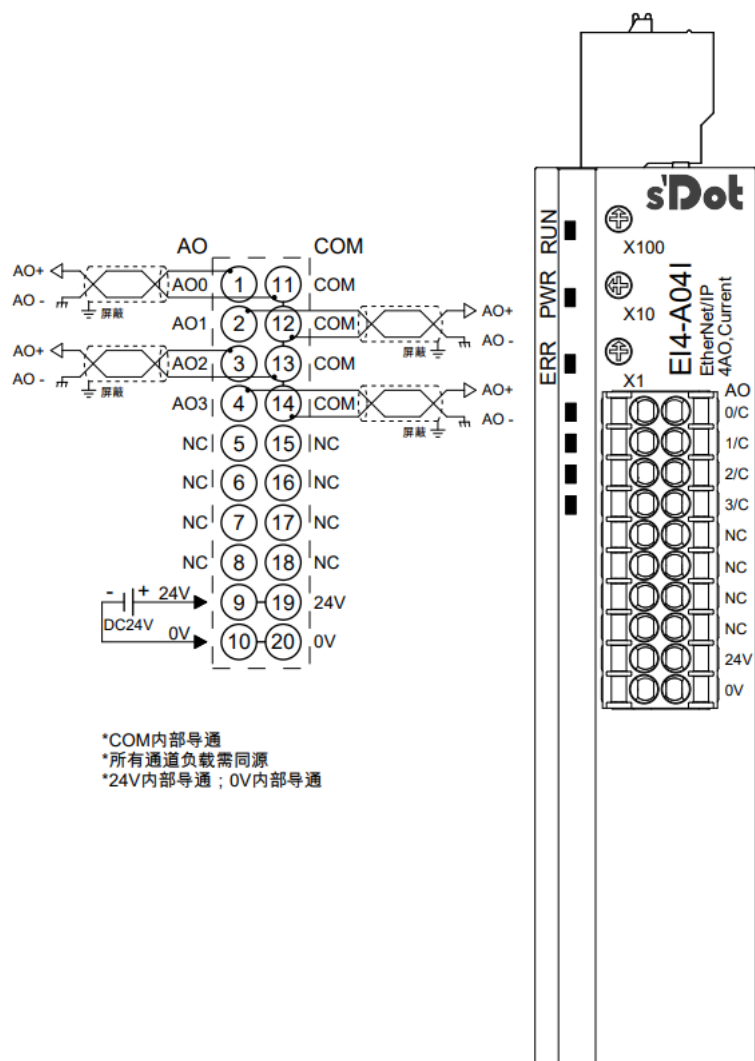 s'Dot
RUN
PWR
ERR
X100
X10
X1
EI4-A04I
EtherNet/IP
4AO,Current
AO
0/C
1/C
2/C
3/C
NC
NC
NC
NC
24V
0V
AO COM
AO+ AO0 1 11 COM
AO - 屏蔽
AO1 2 12 COM AO+
屏蔽 AO -
AO+ AO2 3 13 COM
AO - 屏蔽
AO3 4 14 COM AO+
屏蔽 AO -
NC 5 15 NC
NC 6 16 NC
NC 7 17 NC
NC 8 18 NC
- + 24V 9 19 24V
DC24V
0V 10 20 0V
*COM内部导通
*所有通道负载需同源
*24V内部导通；0V内部导通